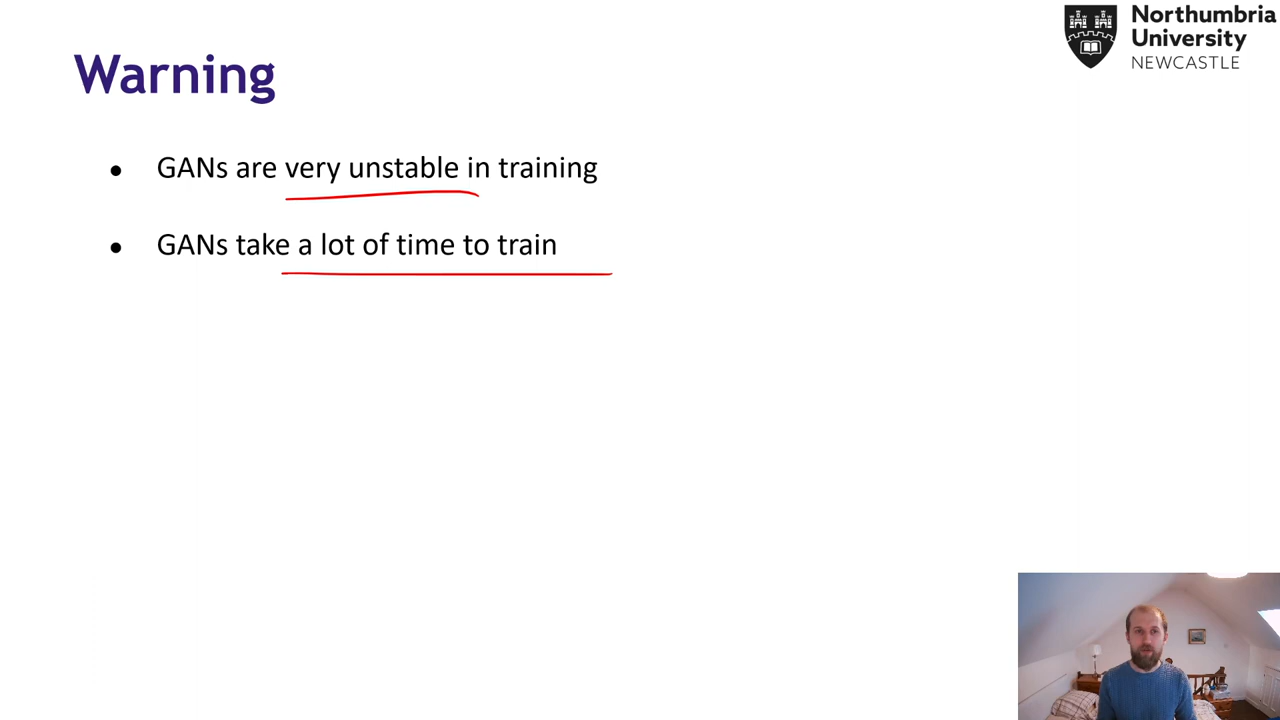 Northumbria
University
NEWCASTLE
Warning
• GANs are very unstable in training
• GANs take a lot of time to train